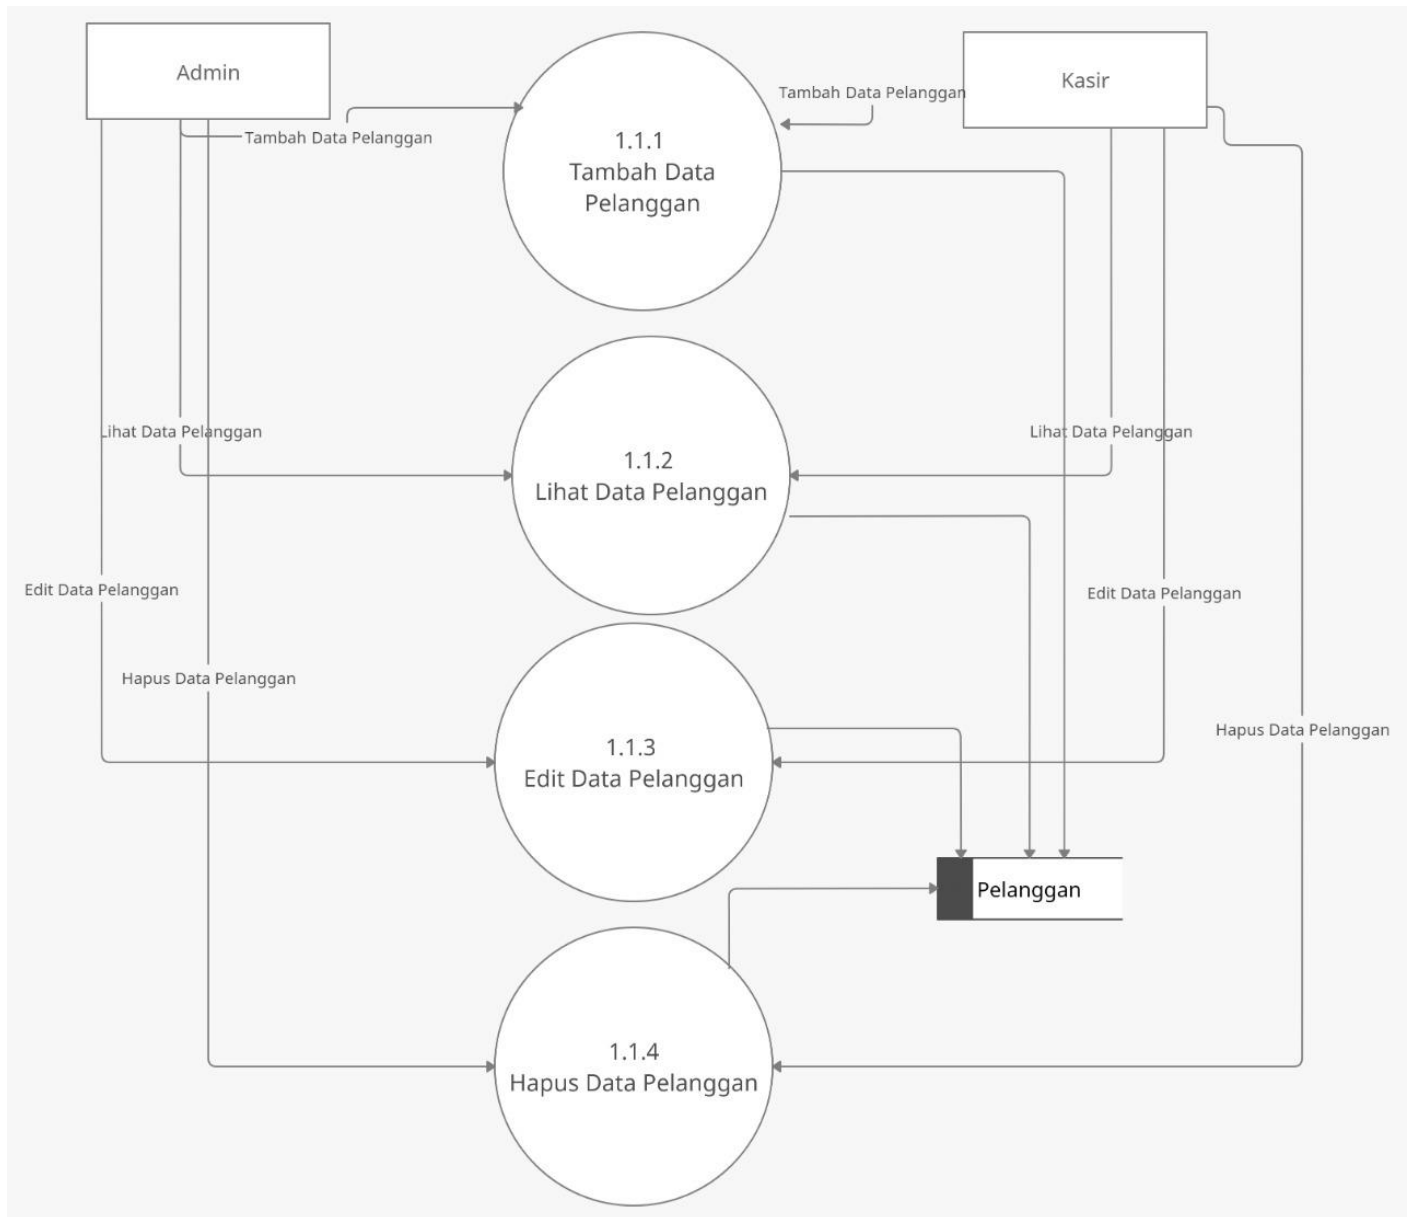 Admin
Kasir
Tambah Data Pelanggan
Tambah Data Pelanggan
1.1.1
Tambah Data
Pelanggan
Lihat Data Pelanggan
Lihat Data Pelanggan
1.1.2
Lihat Data Pelanggan
Edit Data Pelanggan
Edit Data Pelanggan
Hapus Data Pelanggan
Hapus Data Pelanggan
1.1.3
Edit Data Pelanggan
Pelanggan
1.1.4
Hapus Data Pelanggan